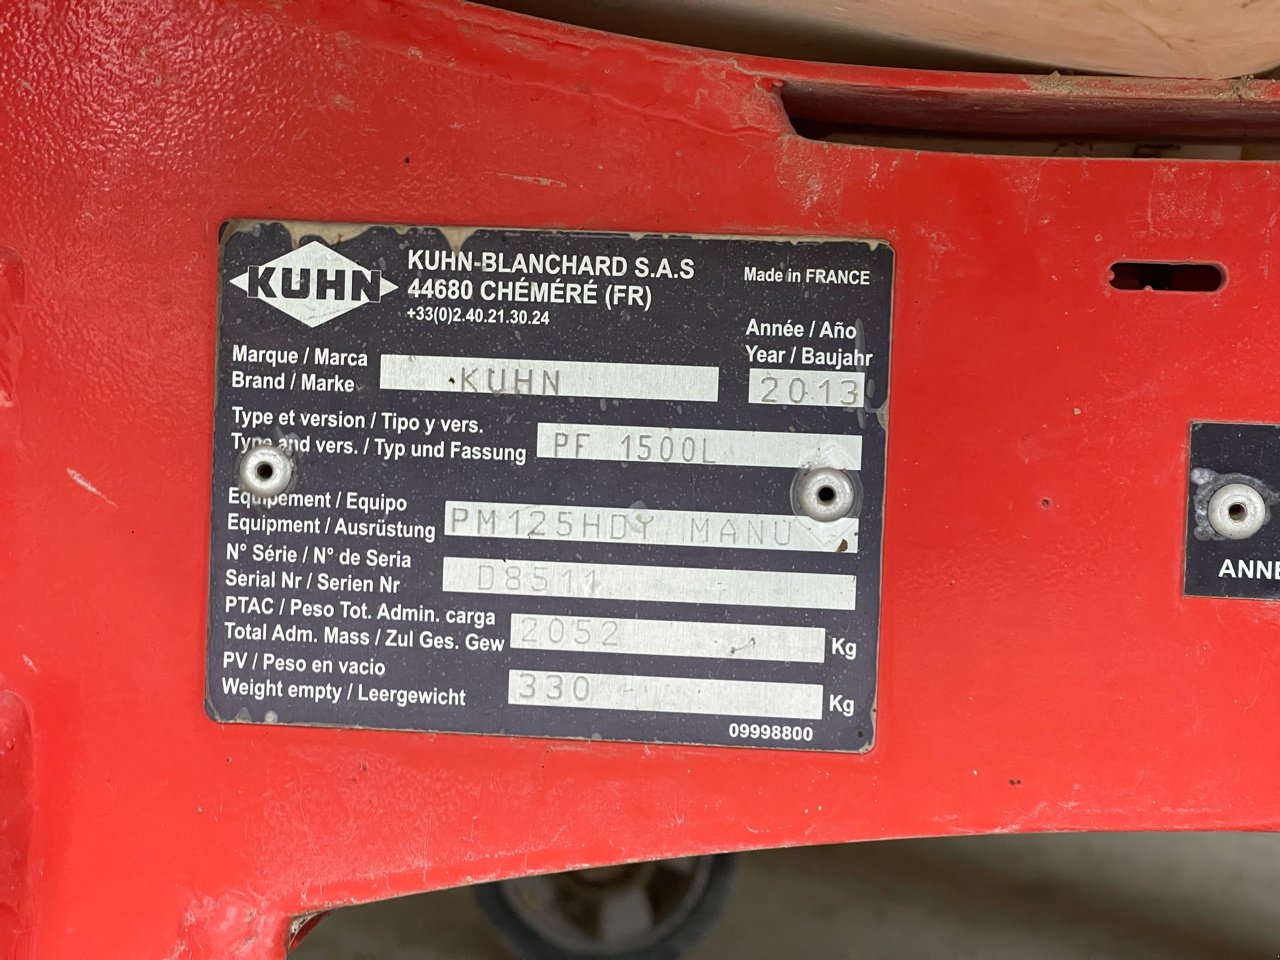 KUHN
KUHN-BLANCHARD S.A.S
44680 CHÉMÉRÉ (FR)
+33(0)2.40.21.30.24
Made in FRANCE
Année / Año
Year / Baujahr
2013
Marque / Marca
Brand / Marke
KUHN
Type et version / Tipo y vers.
Type and vers. / Typ und Fassung
PF 1500L
Equipement / Equipo
Equipment / Ausrüstung
PM125HDY MANU
N° Série / N° de Seria
Serial Nr / Serien Nr
D8511
PTAC / Peso Tot. Admin. carga
Total Adm. Mass / Zul Ges. Gew
2052 Kg
PV / Peso en vacio
Weight empty / Leergewicht
330 Kg
09998800
ANNE